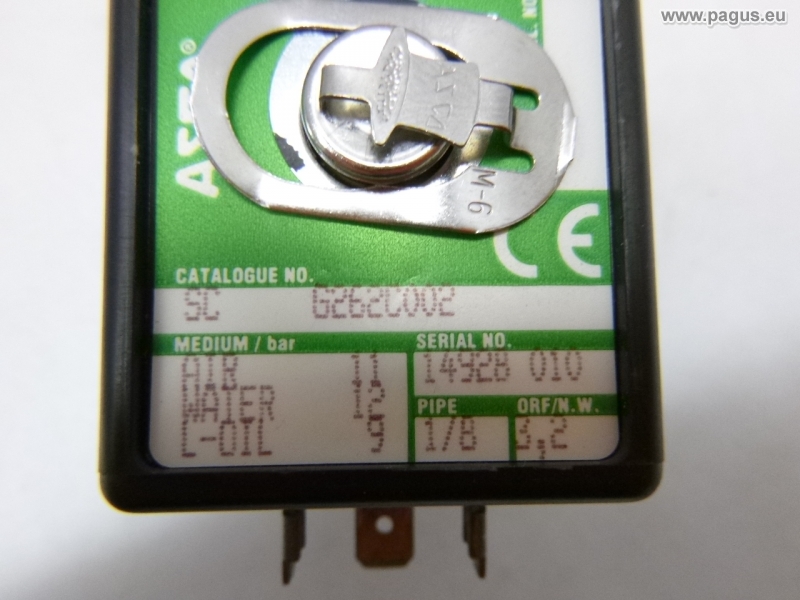 www.pagus.eu
ASCO®
ASCO
M-6
CE
CATALOGUE NO.
SC G262C002
MEDIUM / bar
SERIAL NO.
AIR 11
14928 010
WATER 12
PIPE ORF/N.W.
L-OIL 9
1/8 3,2